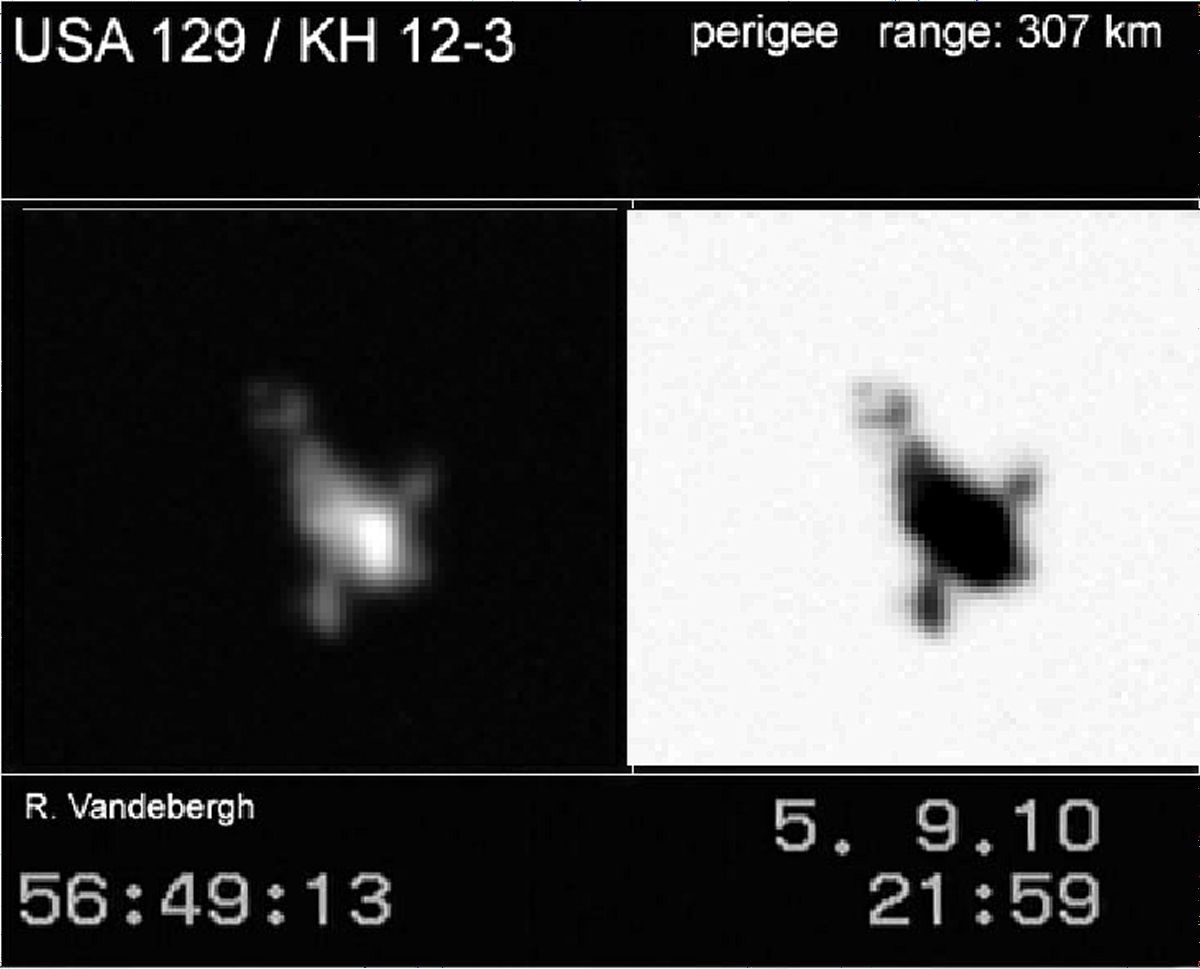 USA 129 / KH 12-3
perigee range: 307 km
R. Vandebergh
5. 9.10
56:49:13
21:59